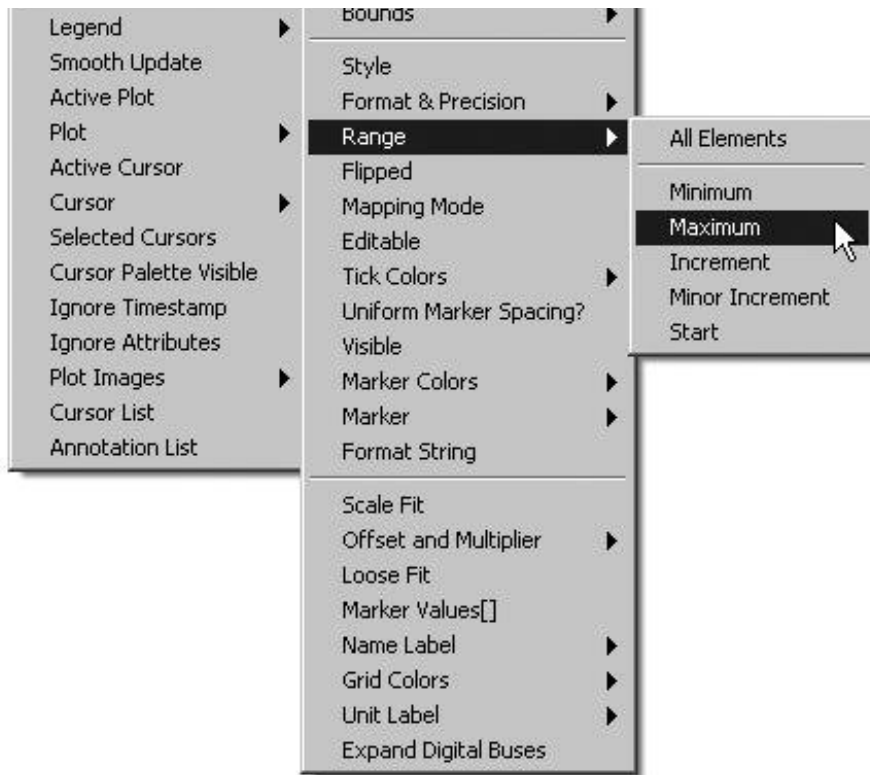 Legend
Smooth Update
Active Plot
Plot
Active Cursor
Cursor
Selected Cursors
Cursor Palette Visible
Ignore Timestamp
Ignore Attributes
Plot Images
Cursor List
Annotation List
Bounds
Style
Format & Precision
Range
Flipped
Mapping Mode
Editable
Tick Colors
Uniform Marker Spacing?
Visible
Marker Colors
Marker
Format String
Scale Fit
Offset and Multiplier
Loose Fit
Marker Values[]
Name Label
Grid Colors
Unit Label
Expand Digital Buses
All Elements
Minimum
Maximum
Increment
Minor Increment
Start